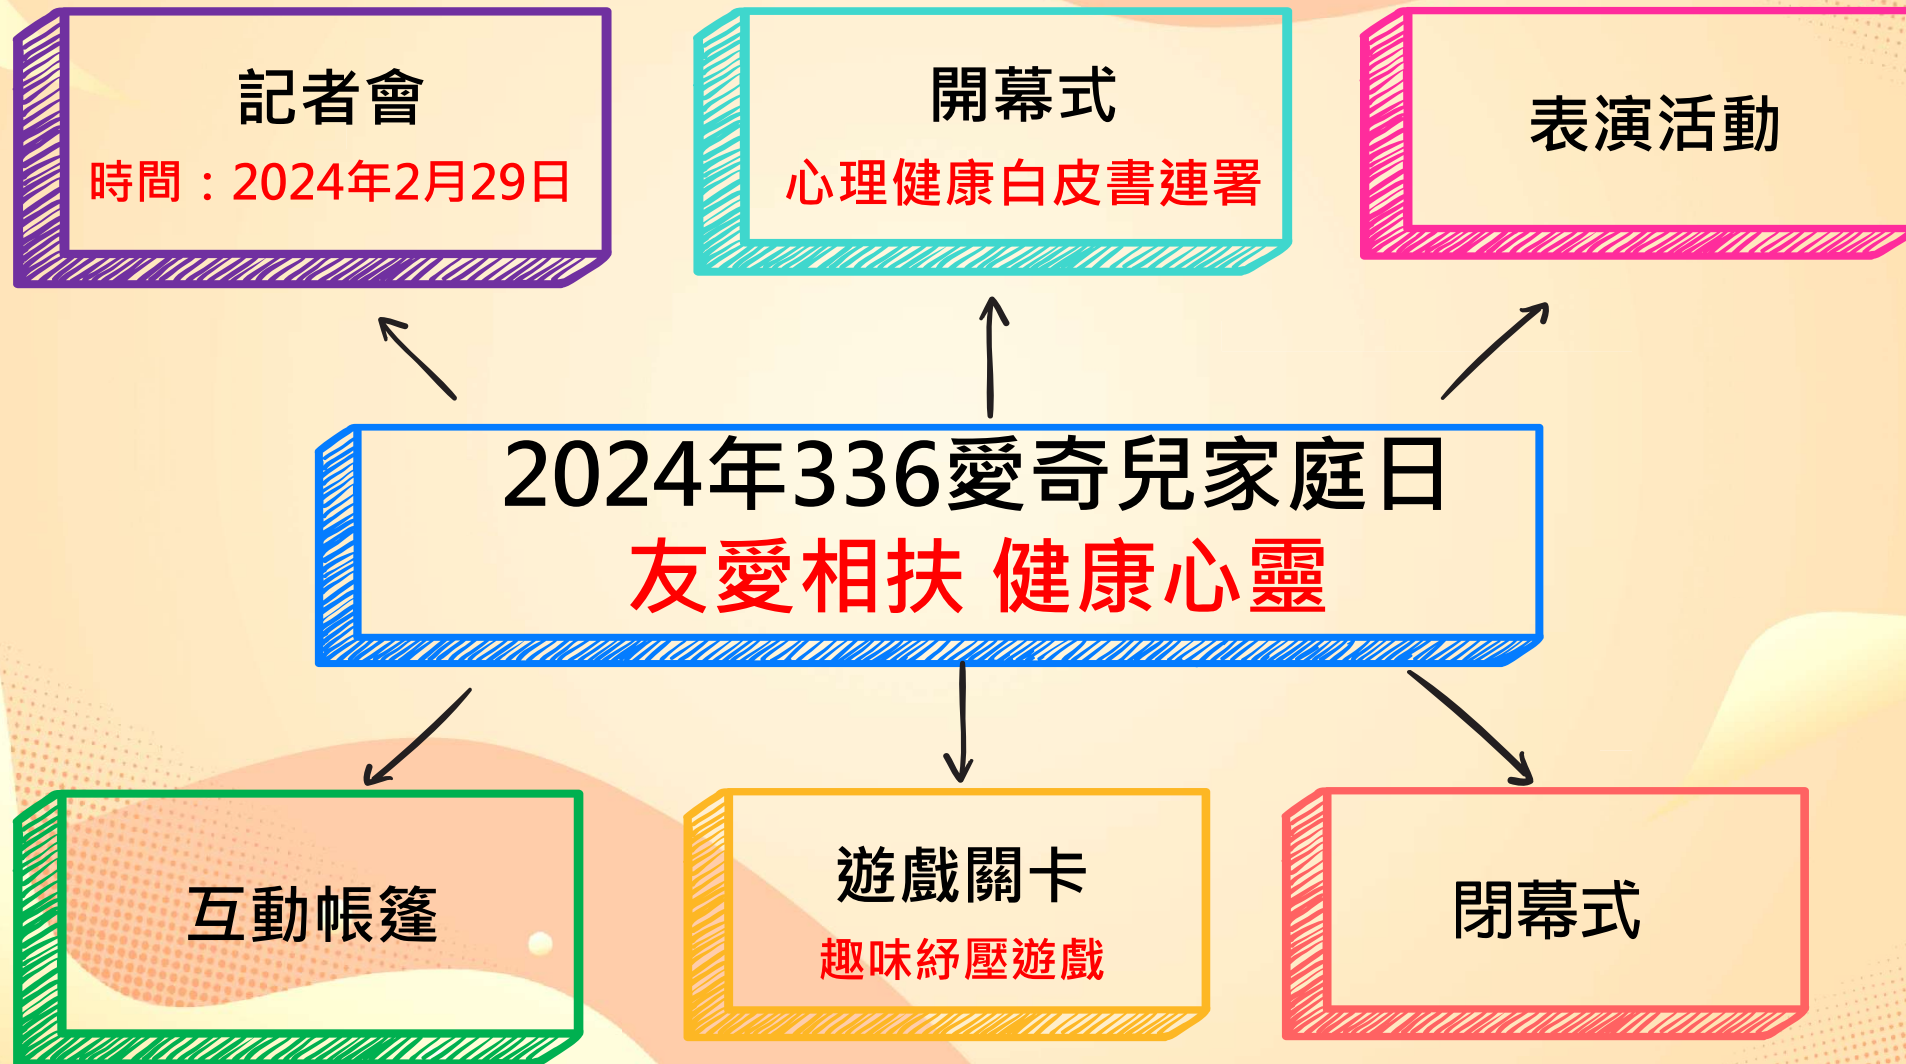 記者會
時間：2024年2月29日
開幕式
心理健康白皮書連署
表演活動
2024年336愛奇兒家庭日
友愛相扶 健康心靈
互動帳篷
遊戲關卡
趣味紓壓遊戲
閉幕式